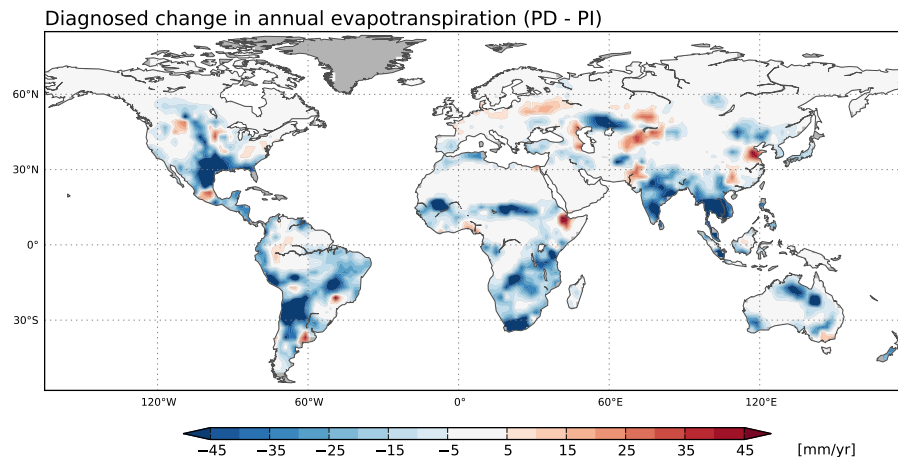 Diagnosed change in annual evapotranspiration (PD - PI)
60°N
30°N
0°
30°S
120°W 60°W 0° 60°E 120°E
−45 −35 −25 −15 −5 5 15 25 35 45 [mm/yr]